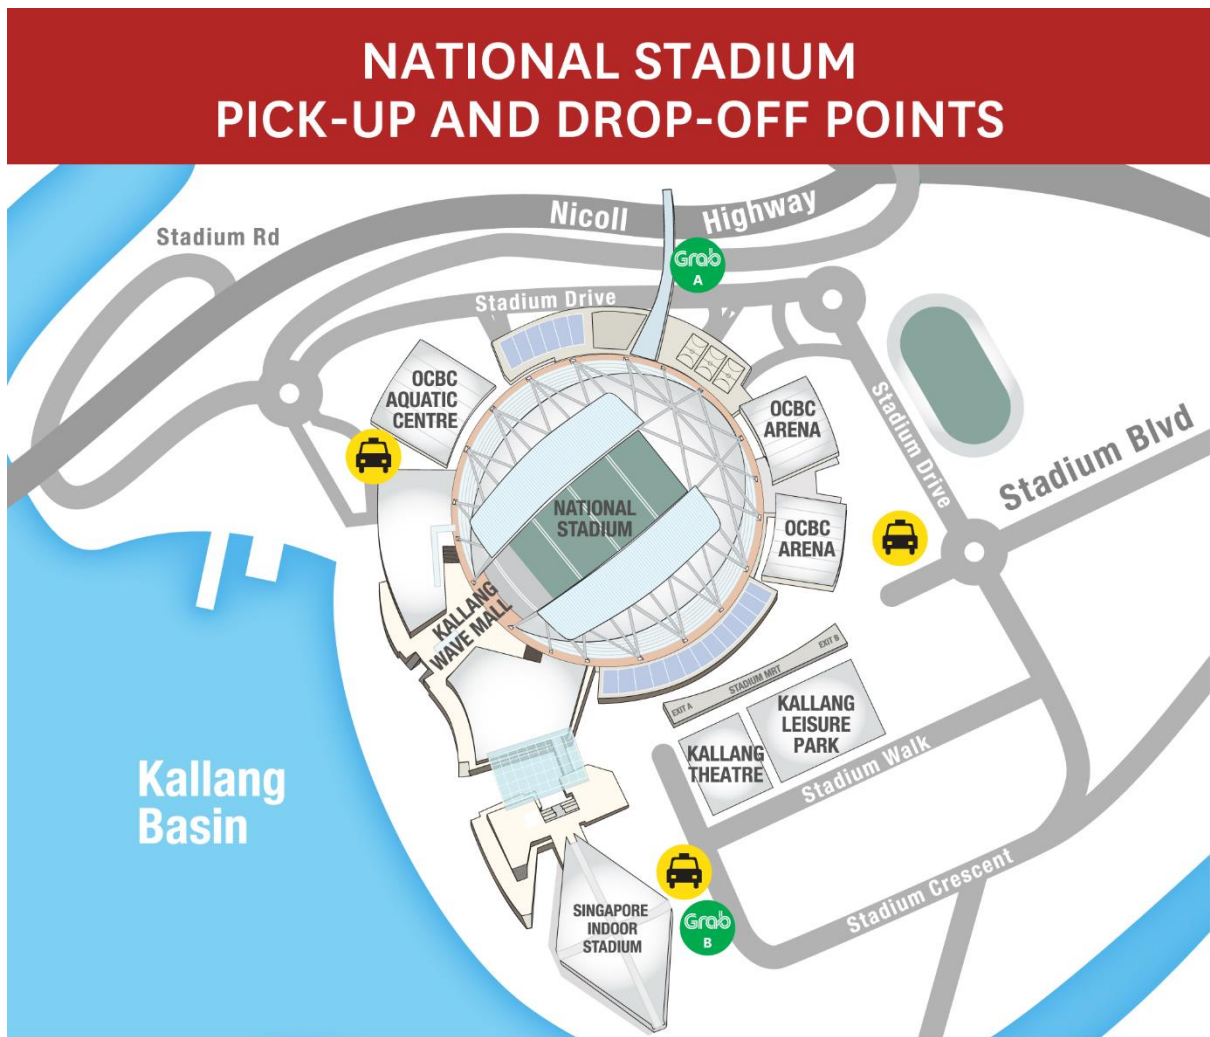 NATIONAL STADIUM
PICK-UP AND DROP-OFF POINTS
Nicoll Highway
Stadium Rd
Grab
A
Stadium Drive
OCBC
AQUATIC
CENTRE
OCBC
ARENA
Stadium Drive
Stadium Blvd
NATIONAL
STADIUM
OCBC
ARENA
KALLANG
WAVE MALL
EXIT B
STADIUM MRT
EXIT A
KALLANG
LEISURE
PARK
KALLANG
THEATRE
Stadium Walk
Kallang
Basin
Stadium Crescent
SINGAPORE
INDOOR
STADIUM
Grab
B